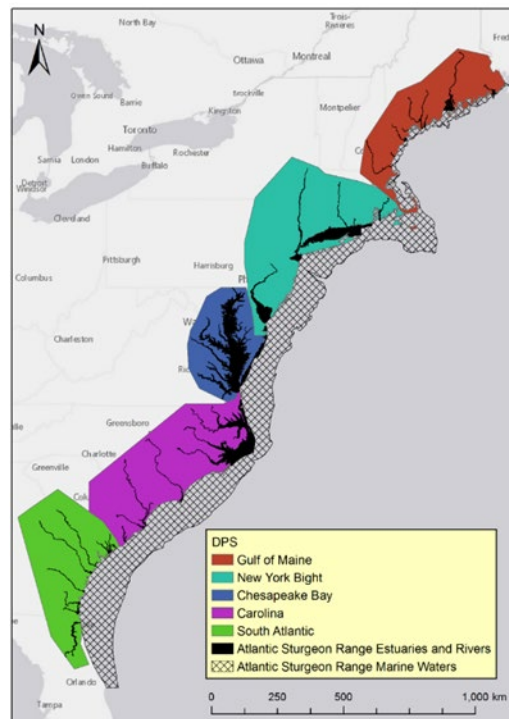 North Bay
Trois-
Rivieres
Ottawa
Montreal
N
Owen Sound
Barrie
Brockville
Kingston
Montpelier
Toronto
Hamilton
Rochester
Sarnia
London
Buffalo
Detroit
Windsor
Cleveland
Pittsburgh
Harrisburg
Columbus
Charleston
Greensboro
Charlotte
Greenville
Orlando
Tampa
DPS
Gulf of Maine
New York Bight
Chesapeake Bay
Carolina
South Atlantic
Atlantic Sturgeon Range Estuaries and Rivers
Atlantic Sturgeon Range Marine Waters
0 250 500 1,000 km